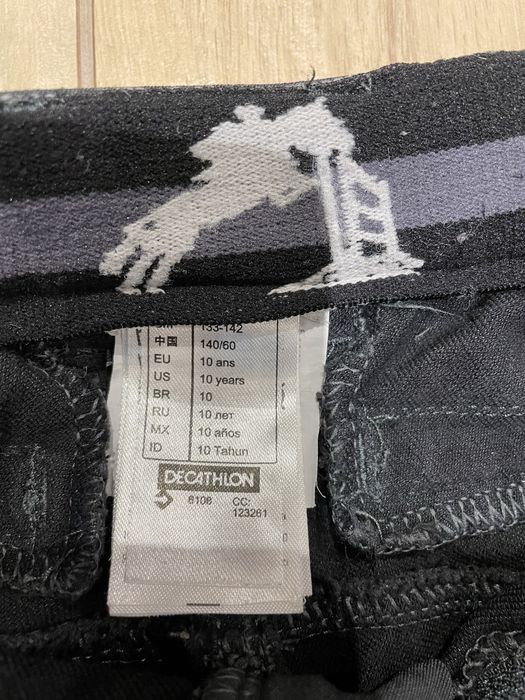 133-142
中国 140/60
EU 10 ans
US 10 years
BR 10
RU 10 лет
MX 10 años
ID 10 Tahun
DECATHLON
6106 CC:
123261